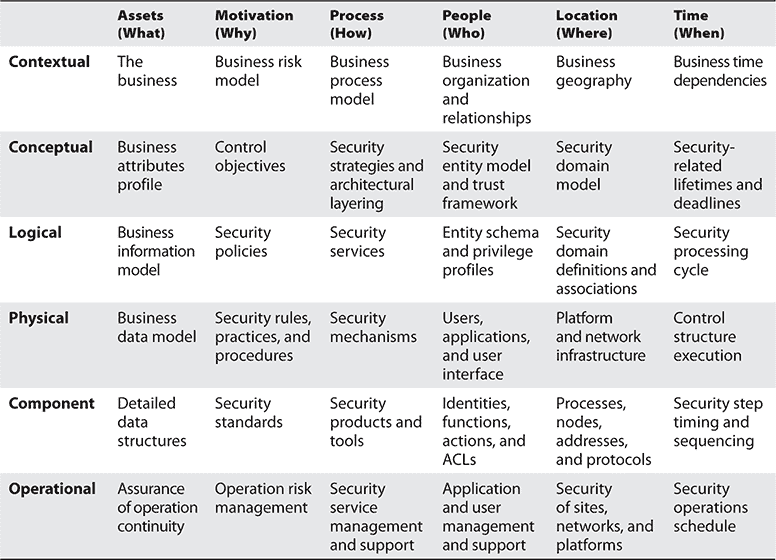 Assets Motivation Process People Location Time
(What) (Why) (How) (Who) (Where) (When)
Contextual The Business risk Business Business Business Business time
business model process organization geography dependencies
model and
relationships
Conceptual Business Control Security Security Security Security-
attributes objectives strategies and entity model domain related
profile architectural and trust model lifetimes and
layering framework deadlines
Logical Business Security Security Entity schema Security Security
information policies services and privilege domain processing
model profiles definitions and cycle
associations
Physical Business Security rules, Security Users, Platform Control
data model practices, and mechanisms applications, and network structure
procedures and user infrastructure execution
interface
Component Detailed Security Security Identities, Processes, Security step
data standards products and functions, nodes, timing and
structures tools actions, and addresses, sequencing
ACLs and protocols
Operational Assurance Operation risk Security Application Security Security
of operation management service and user of sites, operations
continuity management management networks, and schedule
and support and support platforms